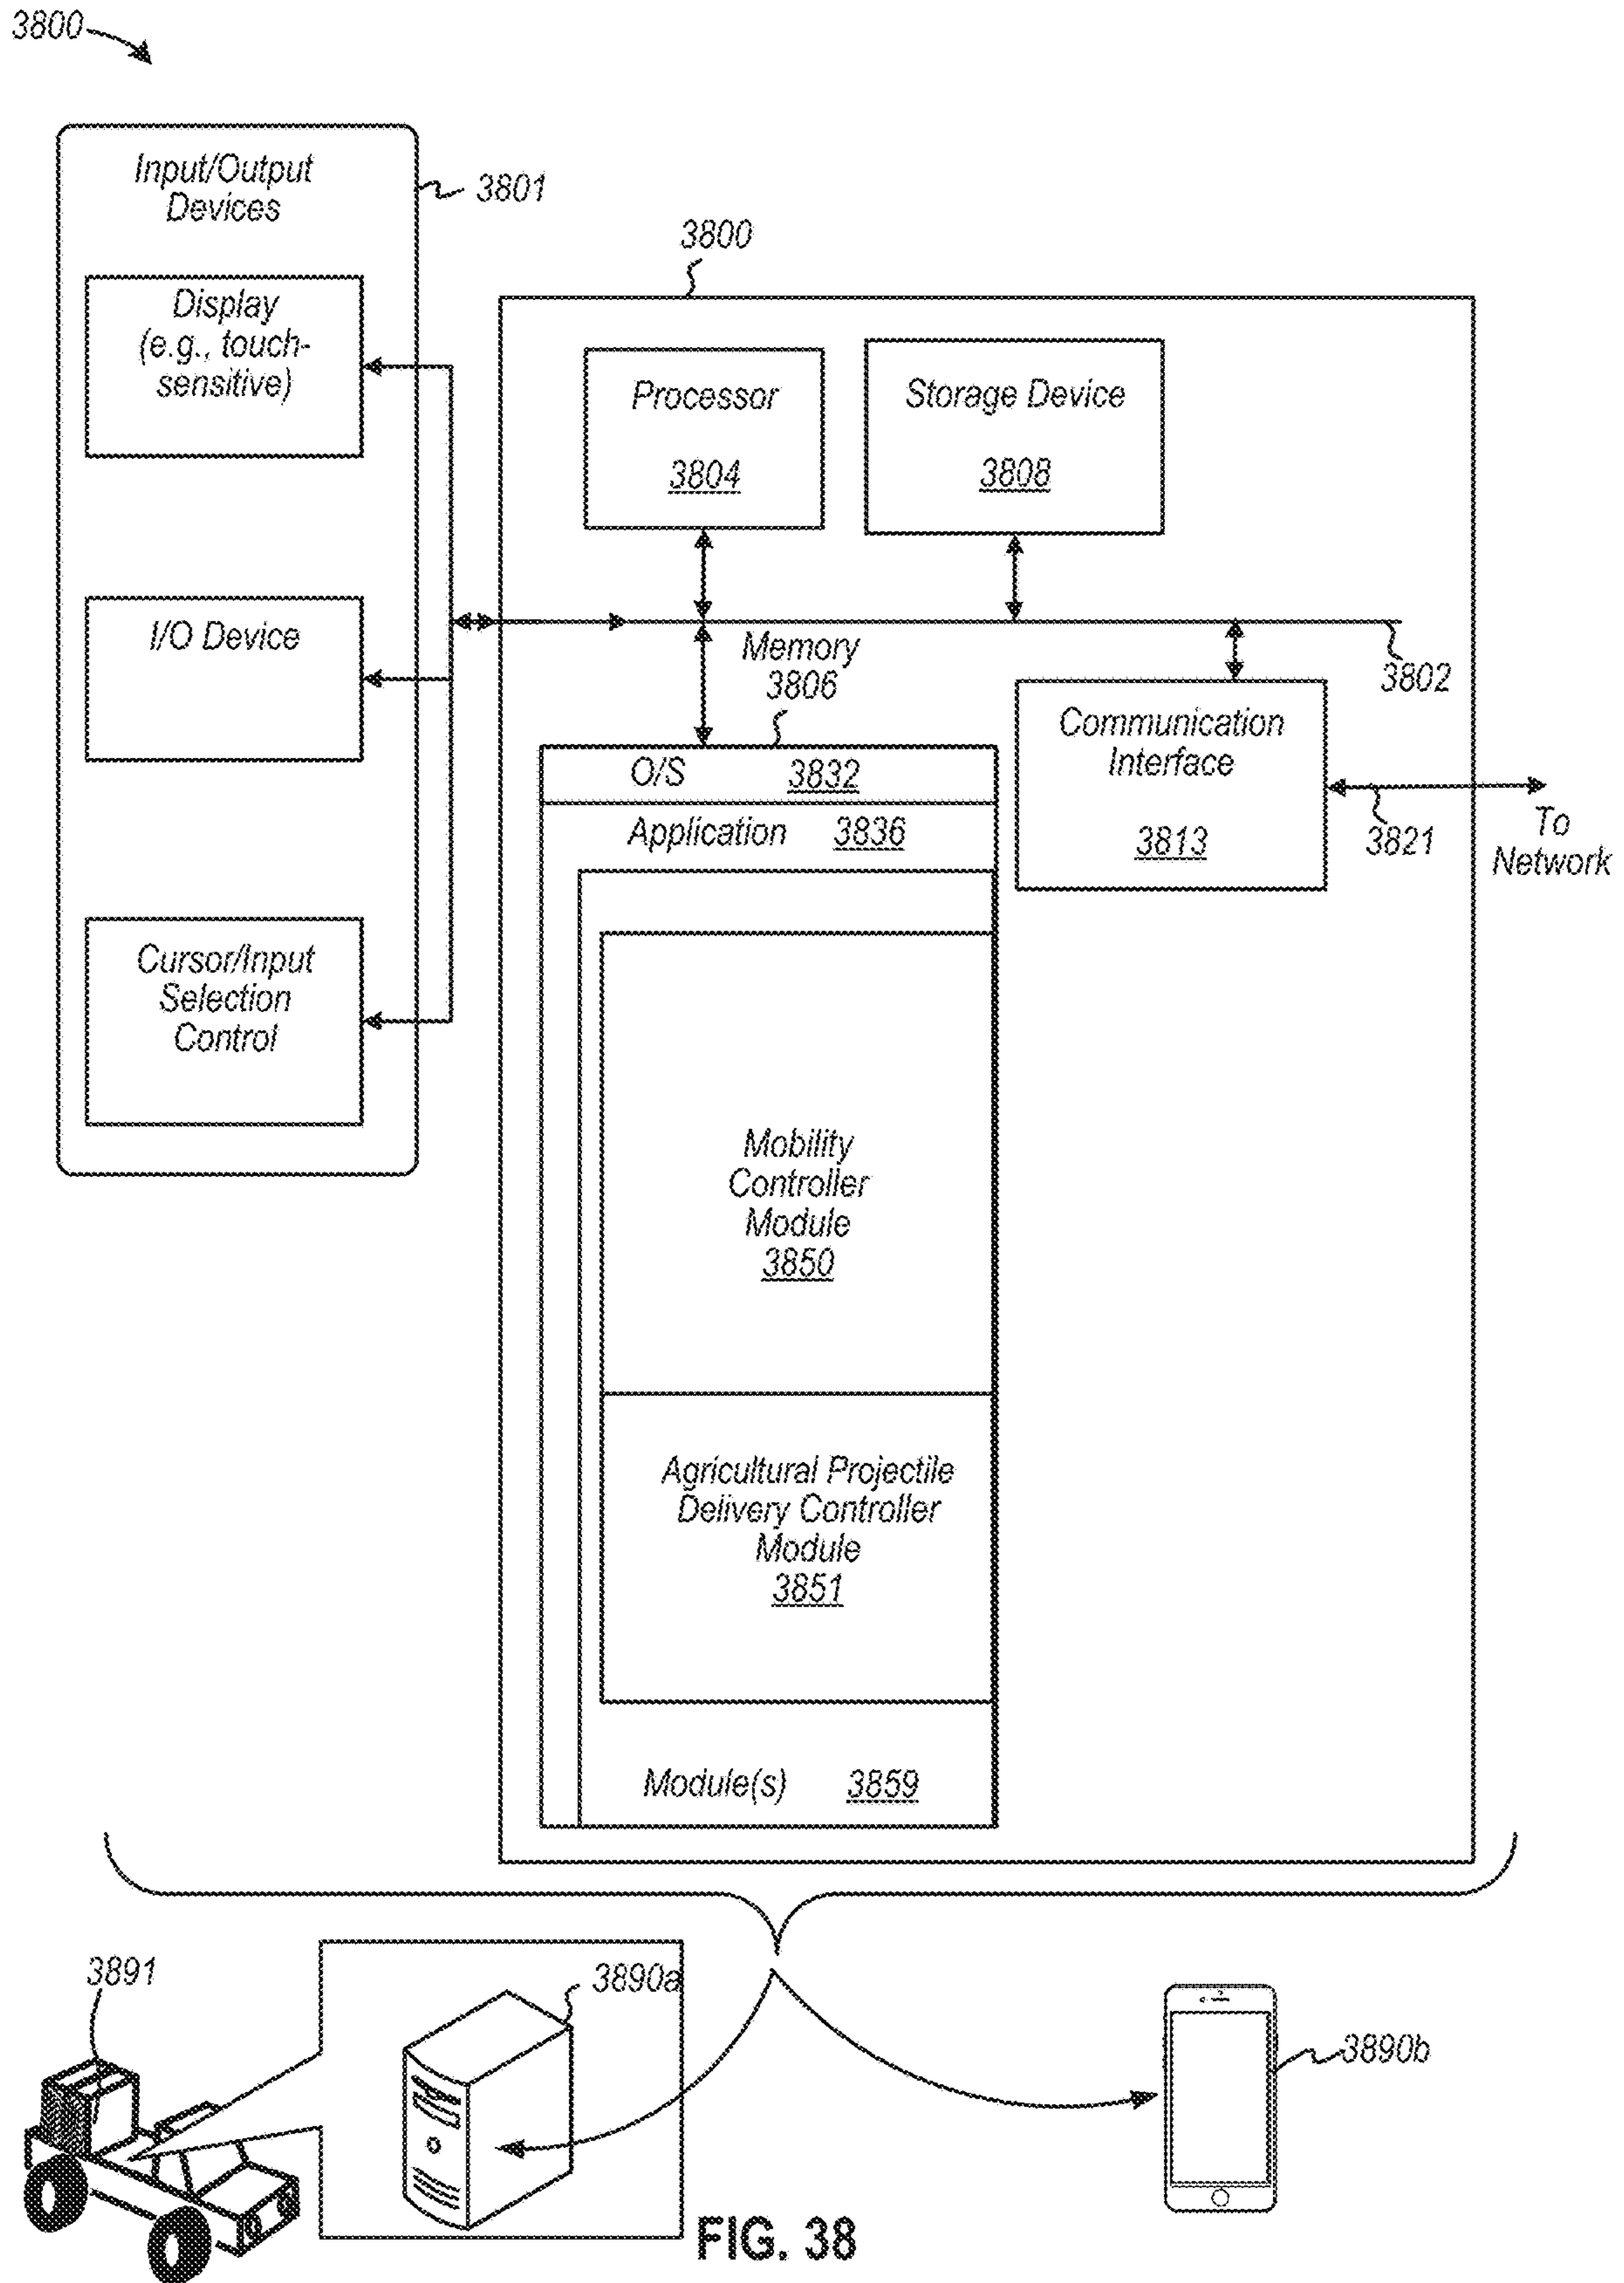 3800
Input/Output
Devices
3801
Display
(e.g., touch-
sensitive)
I/O Device
Cursor/Input
Selection
Control
3800
Processor
3804
Storage Device
3808
Memory
3806
3802
Communication
Interface
3813
3821
To
Network
O/S 3832
Application 3836
Mobility
Controller
Module
3850
Agricultural Projectile
Delivery Controller
Module
3851
Module(s) 3859
3891
3890a
3890b
FIG. 38